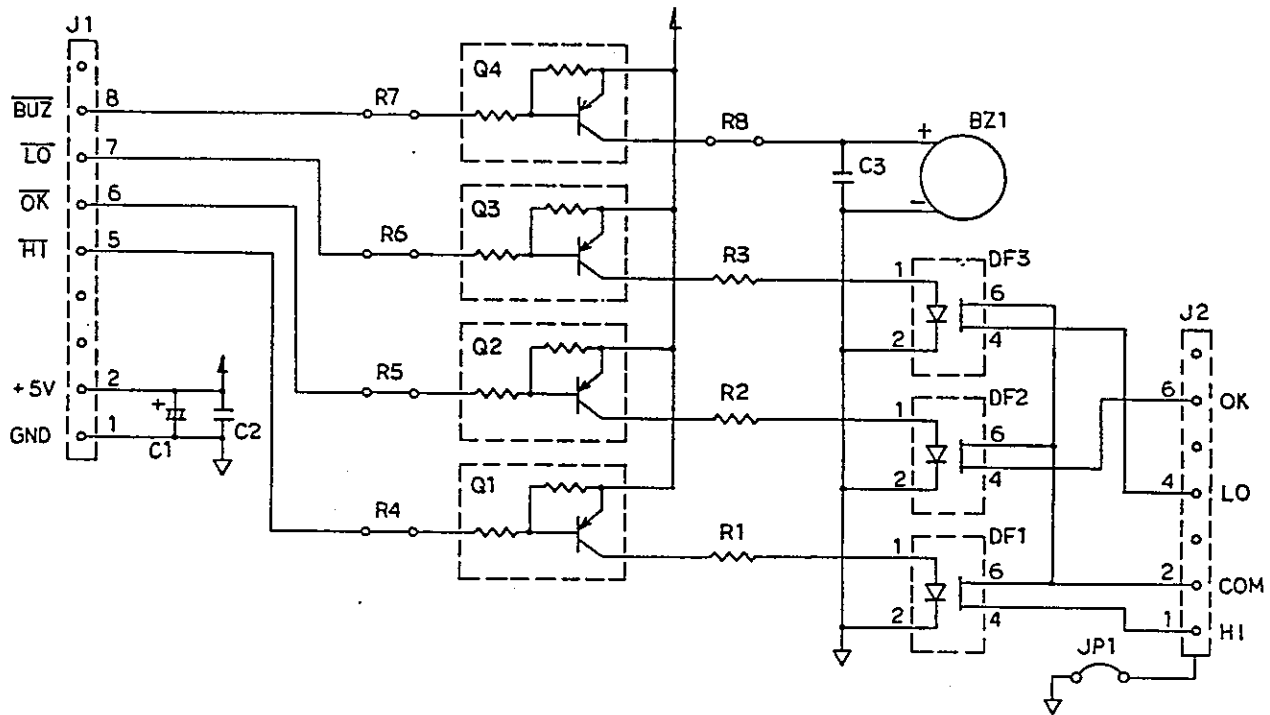 J1
Q4
R7
BUZ 8
R8
BZ1
+
C3
−
LO 7
OK 6
Q3
R6
HI 5
R3
1
DF3
6
2
4
J2
Q2
+5V 2
R5
R2
1
DF2
6 OK
+
C1
C2
GND 1
6
2
4
4 LO
Q1
R4
R1
1
DF1
6
2 COM
2
4
1 HI
JP1